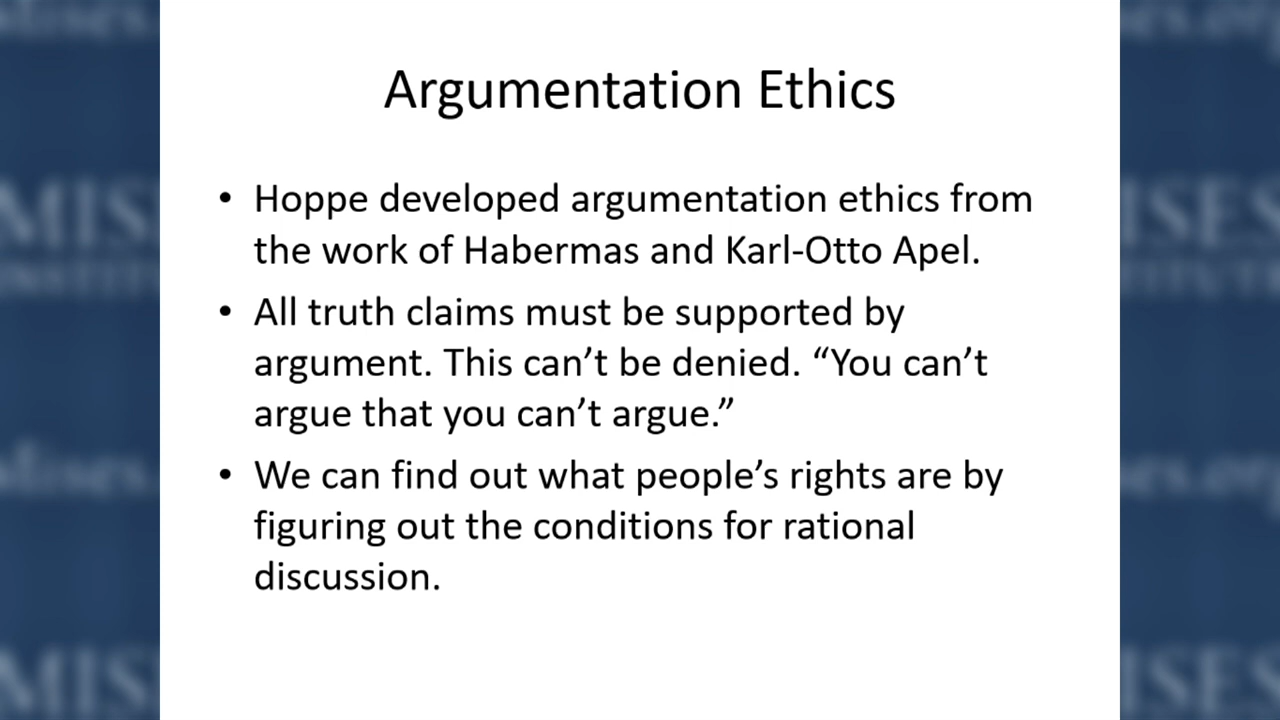 Argumentation Ethics
• Hoppe developed argumentation ethics from
the work of Habermas and Karl-Otto Apel.
• All truth claims must be supported by
argument. This can’t be denied. “You can’t
argue that you can’t argue.”
• We can find out what people’s rights are by
figuring out the conditions for rational
discussion.